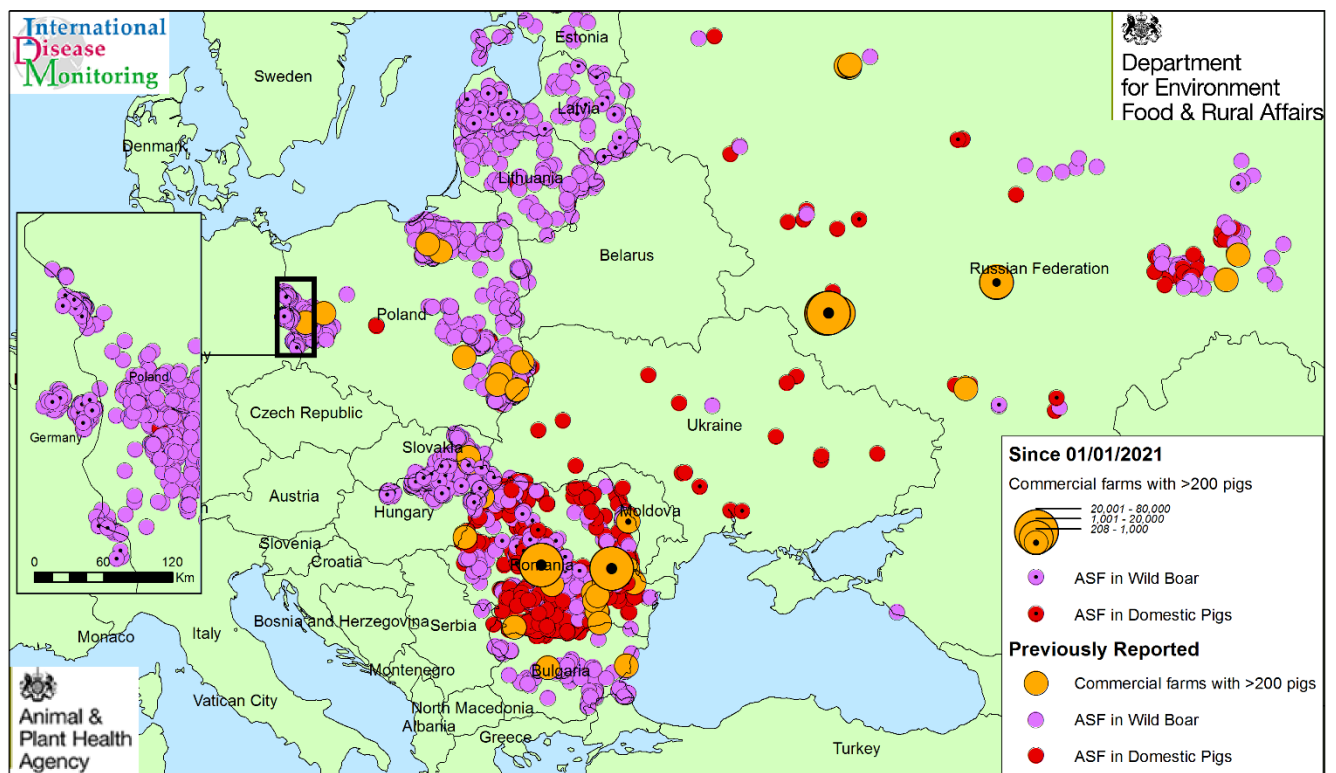 International
Disease
Monitoring
Department
for Environment
Food & Rural Affairs
Estonia
Sweden
Latvia
Denmark
Lithuania
Belarus
Russian Federation
Poland
Poland
Germany
0 60 120
Km
Czech Republic
Ukraine
Slovakia
Austria
Hungary
Moldova
Slovenia
Croatia
Romania
Bosnia and Herzegovina
Serbia
Monaco
Italy
Montenegro
Bulgaria
Vatican City
North Macedonia
Albania
Greece
Turkey
Since 01/01/2021
Commercial farms with >200 pigs
20,001 - 80,000
1,001 - 20,000
208 - 1,000
ASF in Wild Boar
ASF in Domestic Pigs
Previously Reported
Commercial farms with >200 pigs
ASF in Wild Boar
ASF in Domestic Pigs
Animal &
Plant Health
Agency